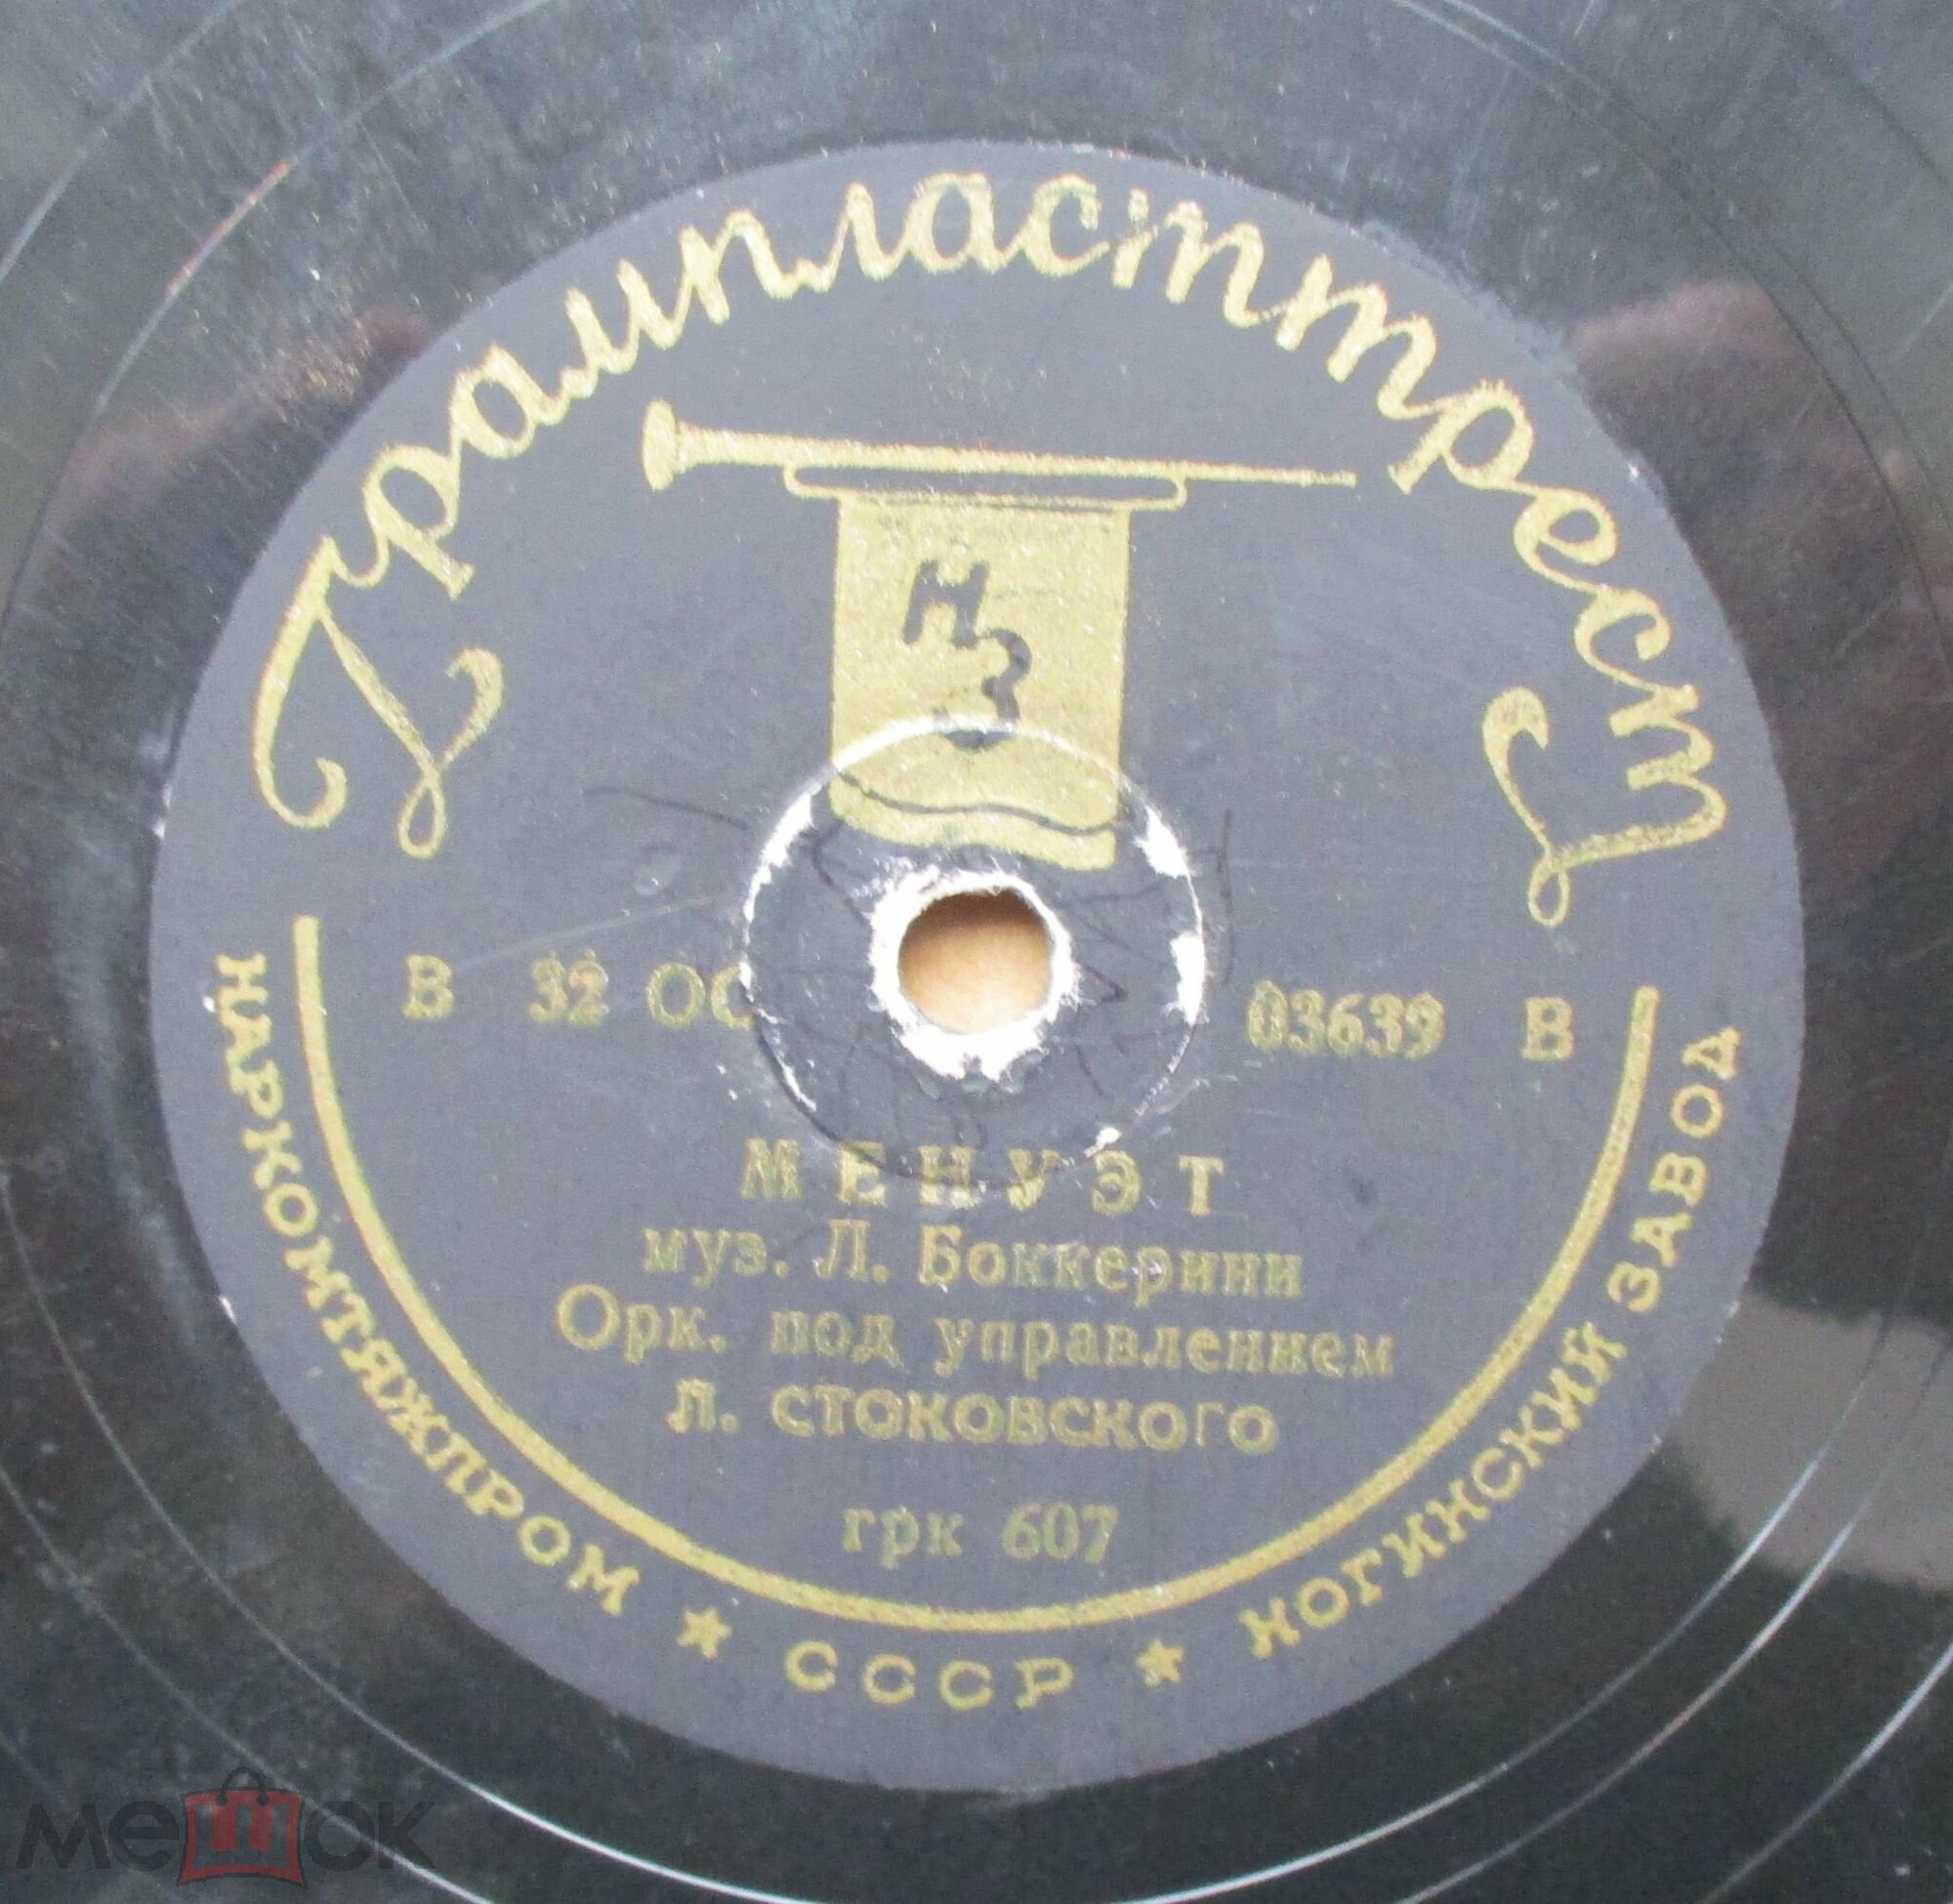 Грампласттрест
НЗ
В 32 ОС 03639 В
МЕНУЭТ
муз. Л. Боккерини
Орк. под управлением
Л. СТОКОВСКОГО
грк 607
НАРКОМТЯЖПРОМ ★ СССР ★ НОГИНСКИЙ ЗАВОД
мешок